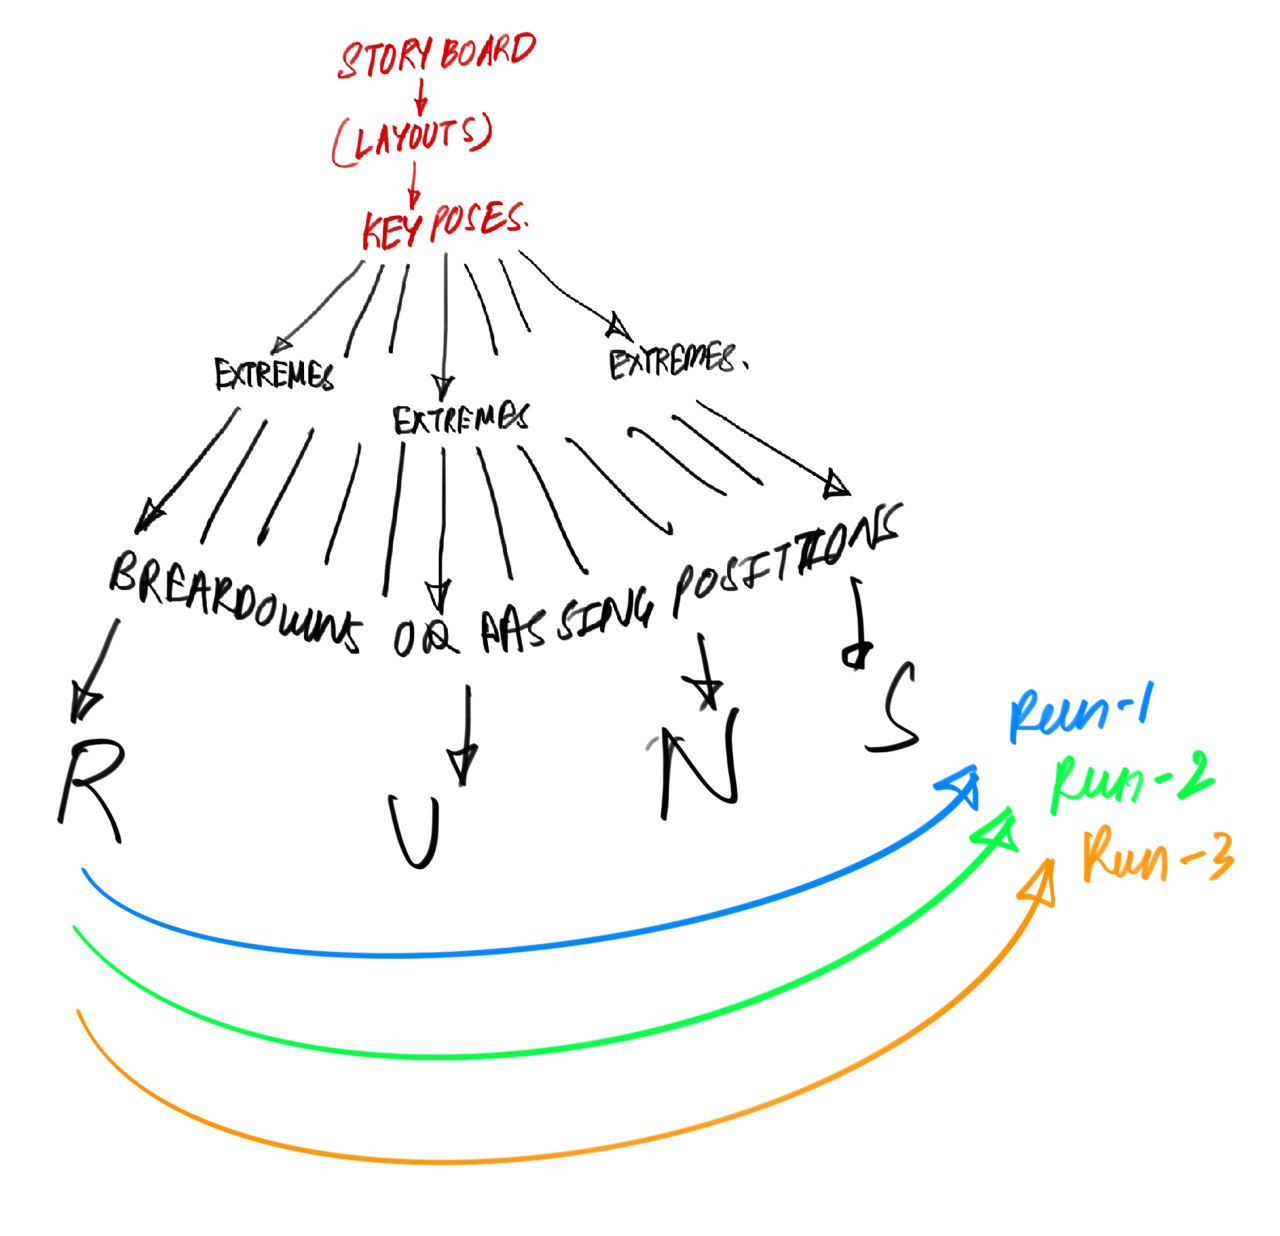 STORY BOARD
(LAYOUTS)
KEY POSES.
EXTREMES
EXTREMES.
EXTREMES
BREAKDOWNS OR PASSING POSITIONS
R U N S
Run-1
Run-2
Run-3